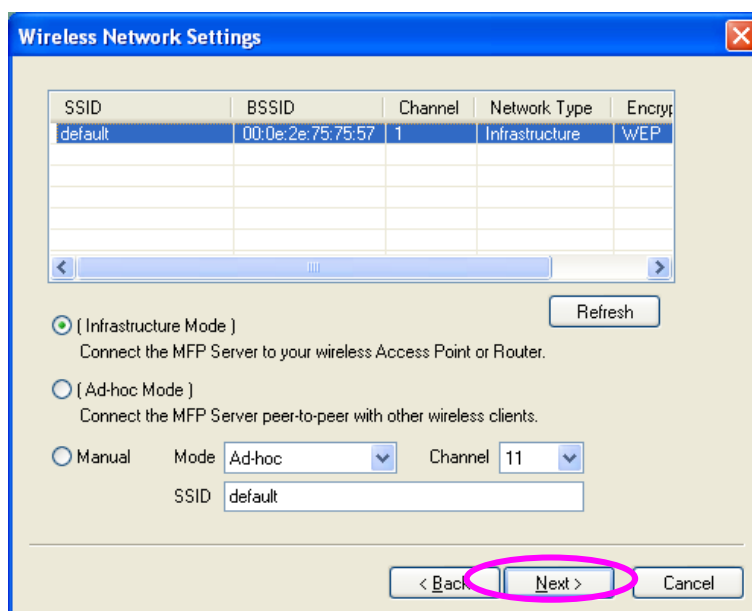 Wireless Network Settings
SSID BSSID Channel Network Type Encryp
default 00:0e:2e:75:75:57 1 Infrastructure WEP
Refresh
( Infrastructure Mode )
Connect the MFP Server to your wireless Access Point or Router.
( Ad-hoc Mode )
Connect the MFP Server peer-to-peer with other wireless clients.
Manual Mode Ad-hoc Channel 11
SSID default
< Back Next > Cancel